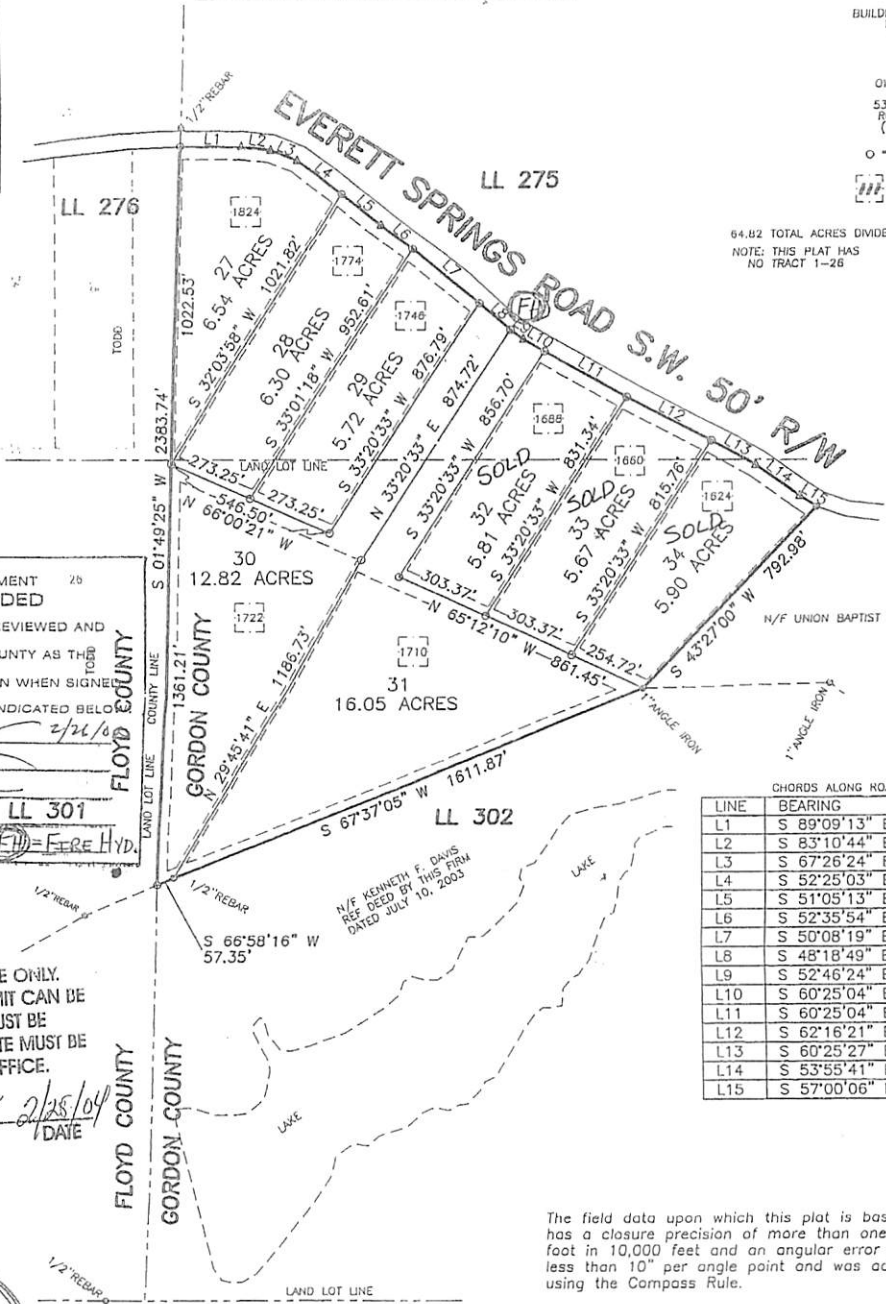 BUILD
53
64.82 TOTAL ACRES DIVIDE
NOTE: THIS PLAT HAS
NO TRACT 1-26
1/2"REBAR
EVERETT SPRINGS ROAD S.W. 50' R/W
LL 275
LL 276
L1
L2
L3
L4
L5
L6
L7
L8
L10
L11
L12
L13
L14
L15
FH
TODD
1022.53'
1824
27
6.54 ACRES
S 32°03'58" W 1021.82'
1774
28
6.30 ACRES
S 33°01'18" W 952.61'
1746
29
5.72 ACRES
S 33°20'33" W 876.79'
N 33°20'33" E 874.72'
S 33°20'33" W 856.70'
1688
SOLD
32
5.81 ACRES
S 33°20'33" W 831.34'
1660
SOLD
33
5.67 ACRES
S 33°20'33" W 815.76'
1624
SOLD
34
5.90 ACRES
S 43°27'00" W 792.98'
N/F UNION BAPTIST
LAND LOT LINE
273.25'
273.25'
546.50'
N 66°00'21" W
303.37'
303.37'
254.72'
N 65°12'10" W
861.45'
S 01°49'25" W 2383.74'
30
12.82 ACRES
1722
31
16.05 ACRES
1710
1361.21'
N 29°45'41" E 1186.73'
S 67°37'05" W 1611.87'
1"ANGLE IRON
1"ANGLE IRON
MENT 26
DED
EVIEWED AND
UNTY AS THE
TODD
N WHEN SIGNED
NDICATED BELOW
LL 301
FH=FIRE HYD.
FLOYD COUNTY
LAND LOT LINE COUNTY LINE
GORDON COUNTY
LL 302
N/F KENNETH F. DAVIS
REF DEED BY THIS FIRM
DATED JULY 10, 2003
LAKE
LAKE
1/2"REBAR
1/2"REBAR
S 66°58'16" W
57.35'
E ONLY.
MIT CAN BE
UST BE
TE MUST BE
FFICE.
2/25/04
DATE
FLOYD COUNTY
GORDON COUNTY
1/2"REBAR
LAND LOT LINE
CHORDS ALONG RO
LINE BEARING
L1 S 89°09'13" E
L2 S 83°10'44" E
L3 S 67°26'24" E
L4 S 52°25'03" E
L5 S 51°05'13" E
L6 S 52°35'54" E
L7 S 50°08'19" E
L8 S 48°18'49" E
L9 S 52°46'24" E
L10 S 60°25'04" E
L11 S 60°25'04" E
L12 S 62°16'21" E
L13 S 60°25'27" E
L14 S 53°55'41" E
L15 S 57°00'06" E
The field data upon which this plat is bas
has a closure precision of more than one
foot in 10,000 feet and an angular error
less than 10" per angle point and was ad
using the Compass Rule.